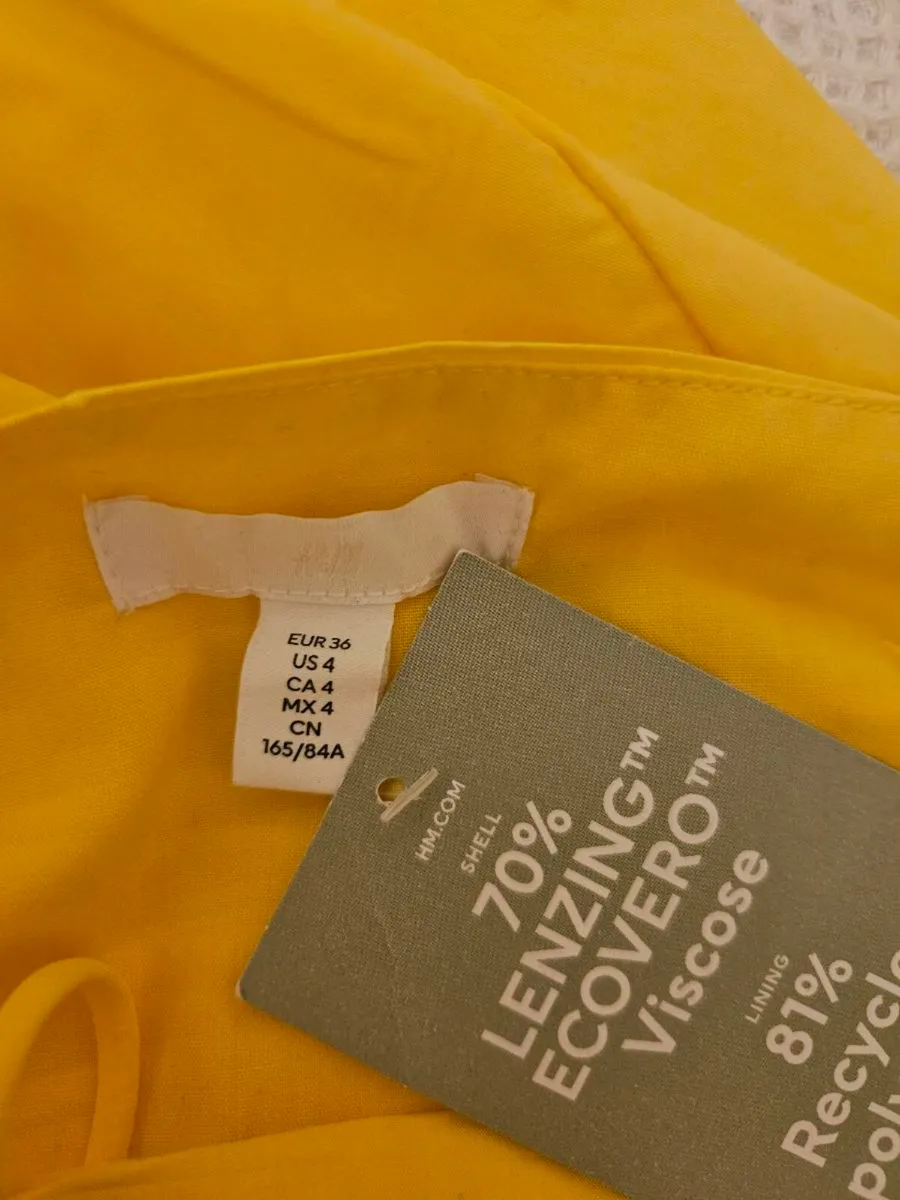 EUR 36
US 4
CA 4
MX 4
CN
165/84A
HM.COM
SHELL
70%
LENZING™
ECOVERO™
Viscose
LINING
81%